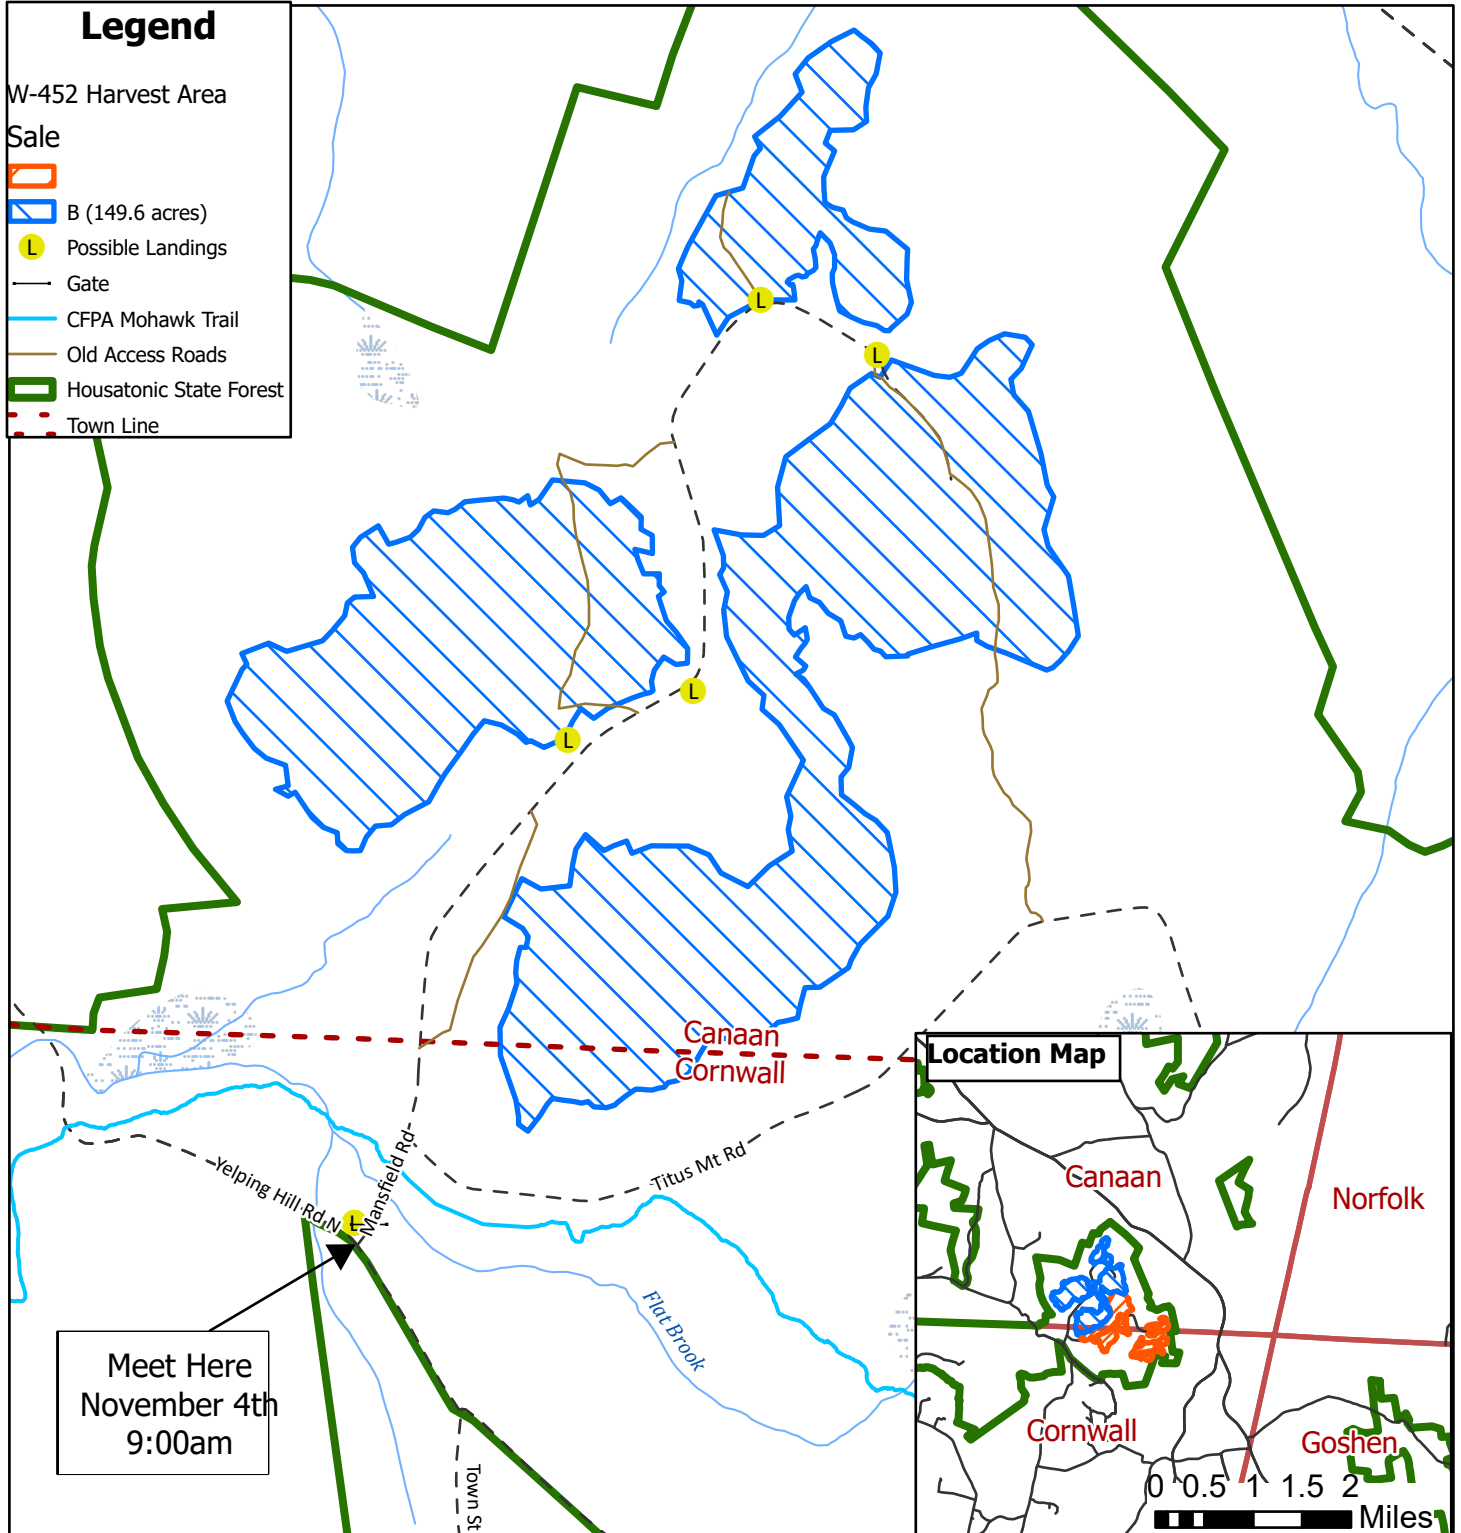 Legend
W-452 Harvest Area
Sale
B (149.6 acres)
L Possible Landings
Gate
CFPA Mohawk Trail
Old Access Roads
Housatonic State Forest
Town Line
L
L
L
L
Canaan
Cornwall
Mansfield Rd
Titus Mt Rd
Yelping Hill Rd N
L
Flat Brook
Meet Here
November 4th
9:00am
Town St
Location Map
Canaan
Norfolk
Cornwall
Goshen
0 0.5 1 1.5 2
Miles